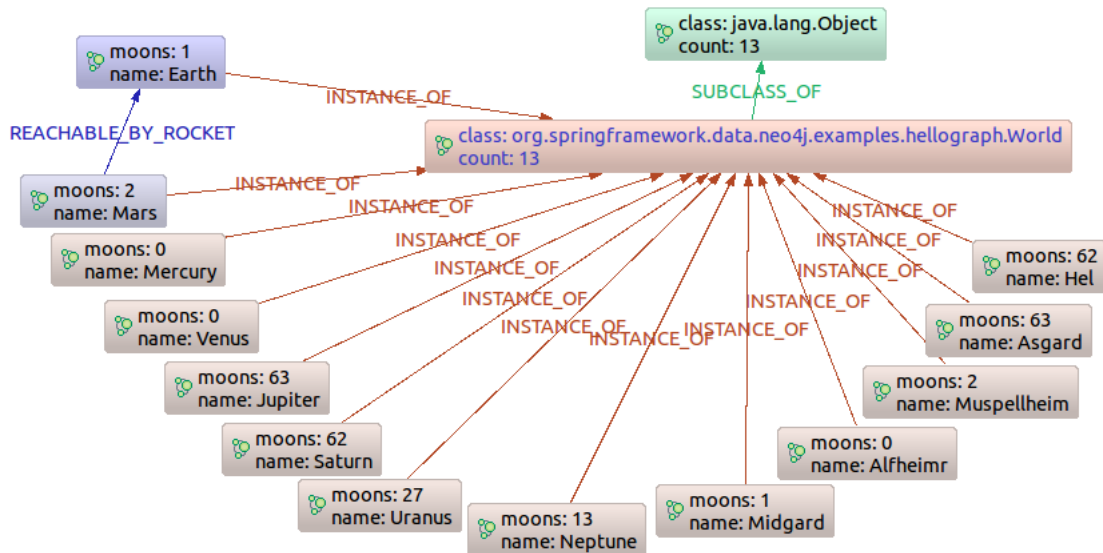 moons: 1
name: Earth
class: java.lang.Object
count: 13
INSTANCE_OF
SUBCLASS_OF
REACHABLE_BY_ROCKET
class: org.springframework.data.neo4j.examples.hellograph.World
count: 13
moons: 2
name: Mars
INSTANCE_OF
moons: 0
name: Mercury
INSTANCE_OF
INSTANCE_OF
moons: 62
name: Hel
INSTANCE_OF
INSTANCE_OF
moons: 0
name: Venus
INSTANCE_OF
INSTANCE_OF
moons: 63
name: Asgard
INSTANCE_OF
INSTANCE_OF
INSTANCE_OF
INSTANCE_OF
INSTANCE_OF
moons: 63
name: Jupiter
moons: 2
name: Muspellheim
moons: 62
name: Saturn
moons: 0
name: Alfheimr
moons: 27
name: Uranus
moons: 13
name: Neptune
moons: 1
name: Midgard